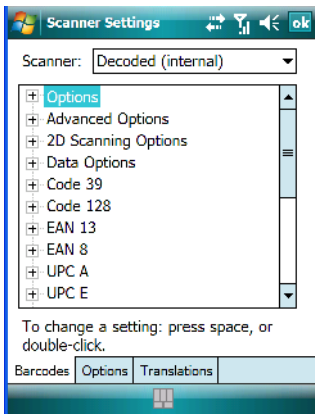 Scanner Settings ok
Scanner: Decoded (internal)
Options
Advanced Options
2D Scanning Options
Data Options
Code 39
Code 128
EAN 13
EAN 8
UPC A
UPC E
To change a setting: press space, or
double-click.
Barcodes Options Translations